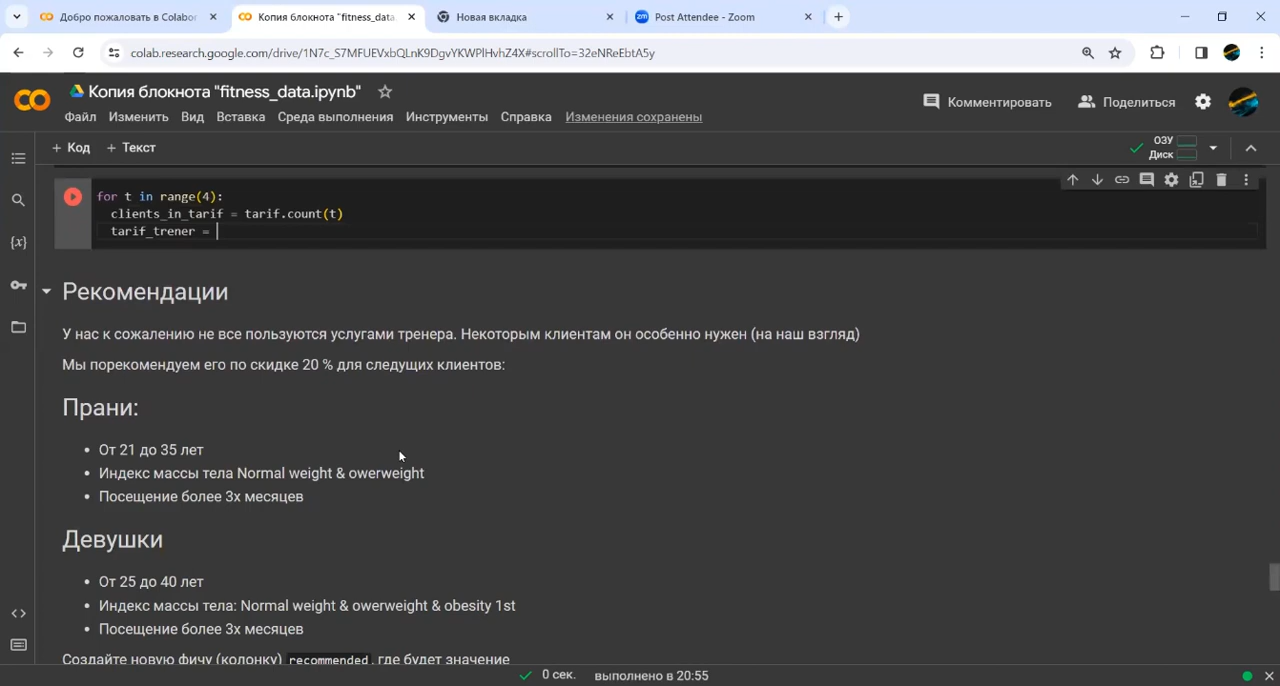 Добро пожаловать в Colabor
Копия блокнота "fitness_data.
Новая вкладка
Post Attendee - Zoom
colab.research.google.com/drive/1N7c_S7MFUEVxbQLnK9DgvYKWPlHvhZ4X#scrollTo=32eNReEbtA5y
Копия блокнота "fitness_data.ipynb"
Файл Изменить Вид Вставка Среда выполнения Инструменты Справка Изменения сохранены
Комментировать Поделиться
+ Код + Текст
ОЗУ
Диск
for t in range(4):
clients_in_tarif = tarif.count(t)
tarif_trener =
Рекомендации
У нас к сожалению не все пользуются услугами тренера. Некоторым клиентам он особенно нужен (на наш взгляд)
Мы порекомендуем его по скидке 20 % для следущих клиентов:
Прани:
• От 21 до 35 лет
• Индекс массы тела Normal weight & owerweight
• Посещение более 3х месяцев
Девушки
• От 25 до 40 лет
• Индекс массы тела: Normal weight & owerweight & obesity 1st
• Посещение более 3х месяцев
Создайте новую фичу (колонку) recommended, где будет значение
0 сек. выполнено в 20:55